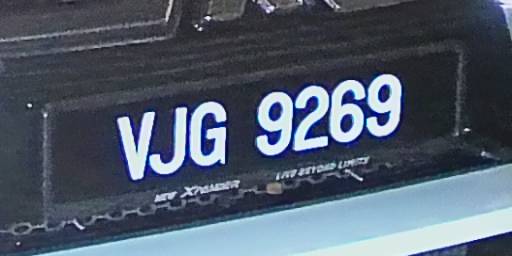 VJG 9269
NEW XPANDER LIVE BEYOND LIMITS